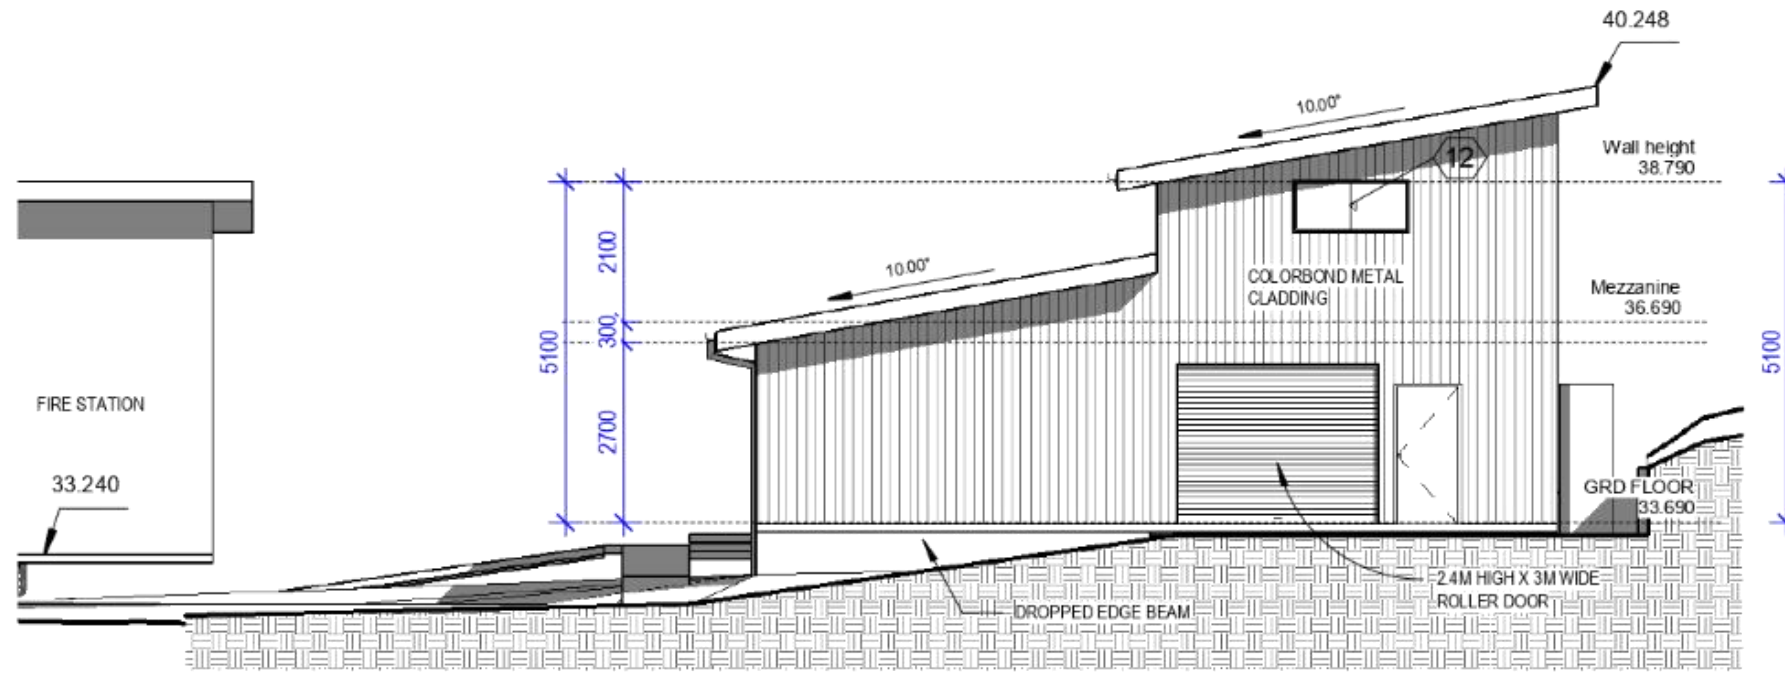 40.248
10.00°
12
Wall height
38.790
10.00°
2100
COLORBOND METAL
CLADDING
Mezzanine
36.690
300
5100
5100
FIRE STATION
2700
33.240
GRD FLOOR
33.690
2.4M HIGH X 3M WIDE
ROLLER DOOR
DROPPED EDGE BEAM